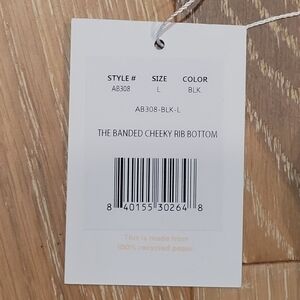 STYLE # SIZE COLOR
AB308 L BLK
AB308-BLK-L
THE BANDED CHEEKY RIB BOTTOM
8 40155 30264 8
This is made from
100% recycled paper